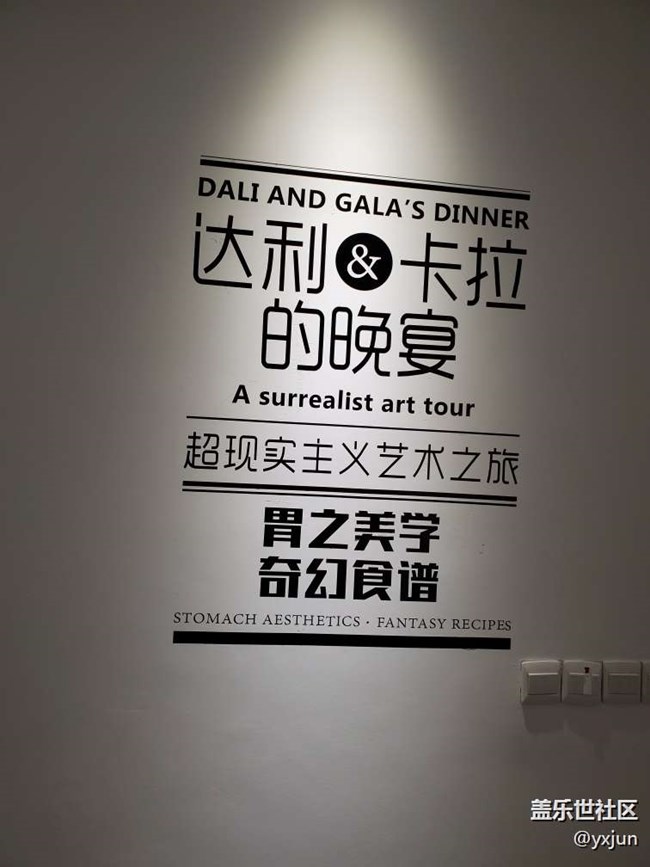 DALI AND GALA'S DINNER
达利&卡拉
的晚宴
A surrealist art tour
超现实主义艺术之旅
胃之美学
奇幻食谱
STOMACH AESTHETICS · FANTASY RECIPES
盖乐世社区
@yxjun